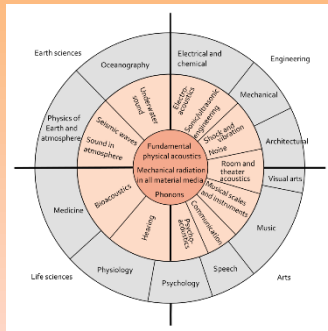 Earth sciences
Engineering
Life sciences
Arts
Oceanography
Electrical and
chemical
Mechanical
Architectural
Visual arts
Music
Speech
Psychology
Physiology
Medicine
Physics of
Earth and
atmosphere
Underwater
sound
Electro-
acoustics
Sonic/ultrasonic
engineering
Shock and
vibration
Noise
Room and
theater
acoustics
Musical scales
and instruments
Communication
Psycho-
acoustics
Hearing
Bioacoustics
Sound in
atmosphere
Seismic waves
Fundamental
physical acoustics
Mechanical radiation
in all material media
Phonons